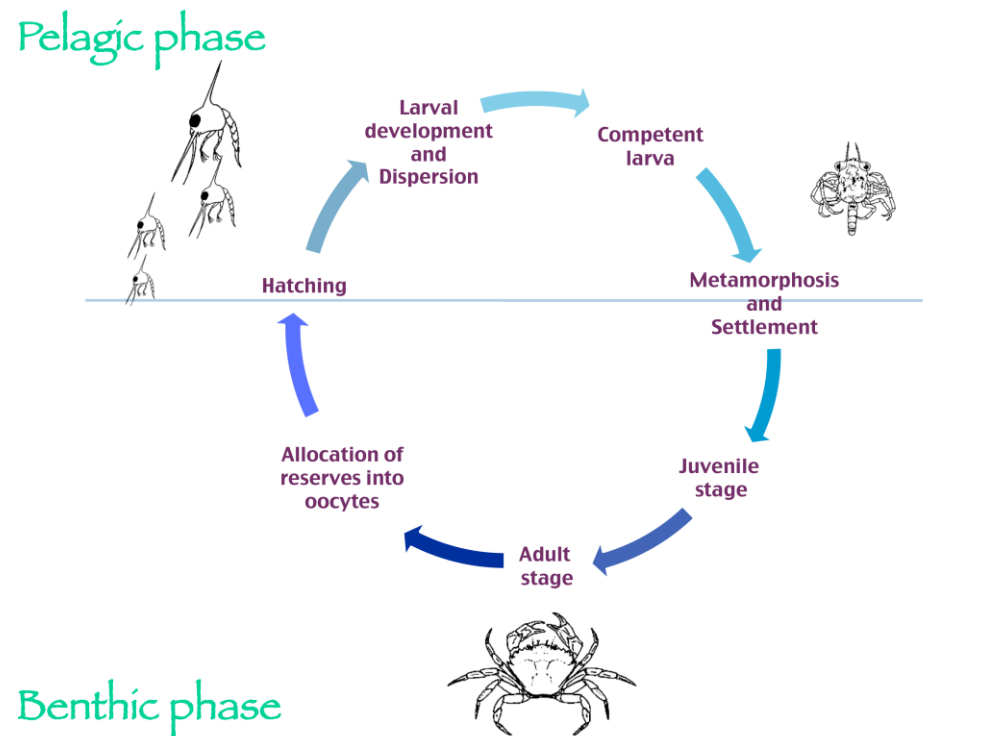 Pelagic phase
Larval
development
and
Dispersion
Competent
larva
Metamorphosis
and
Settlement
Juvenile
stage
Adult
stage
Allocation of
reserves into
oocytes
Hatching
Benthic phase